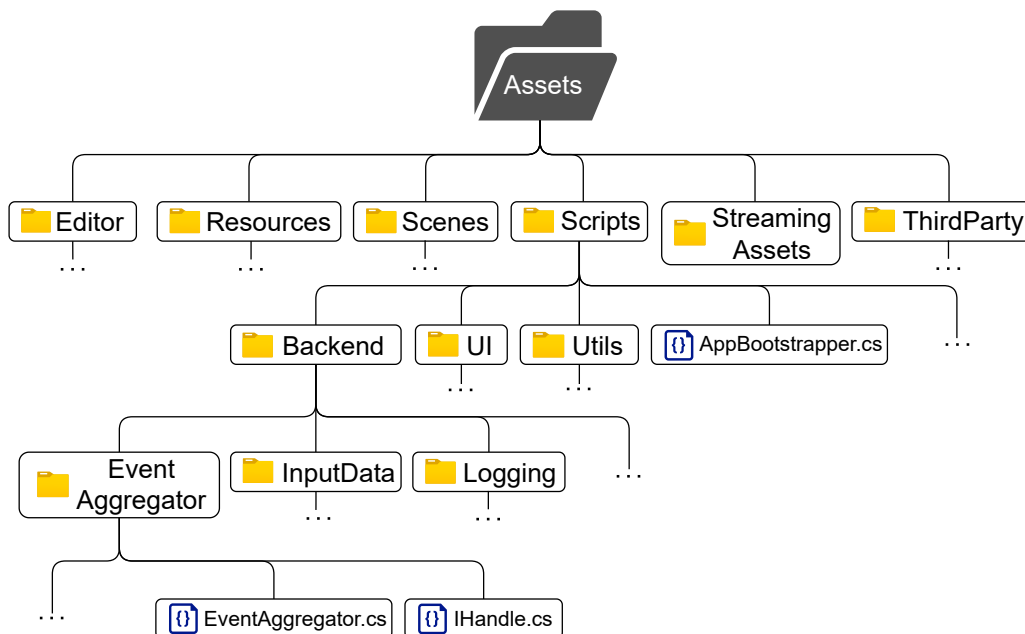 Assets
Editor
Resources
Scenes
Scripts
Streaming
Assets
ThirdParty
...
...
...
...
Backend
UI
Utils
{} AppBootstrapper.cs
...
...
...
Event
Aggregator
InputData
Logging
...
...
...
...
{} EventAggregator.cs
{} IHandle.cs